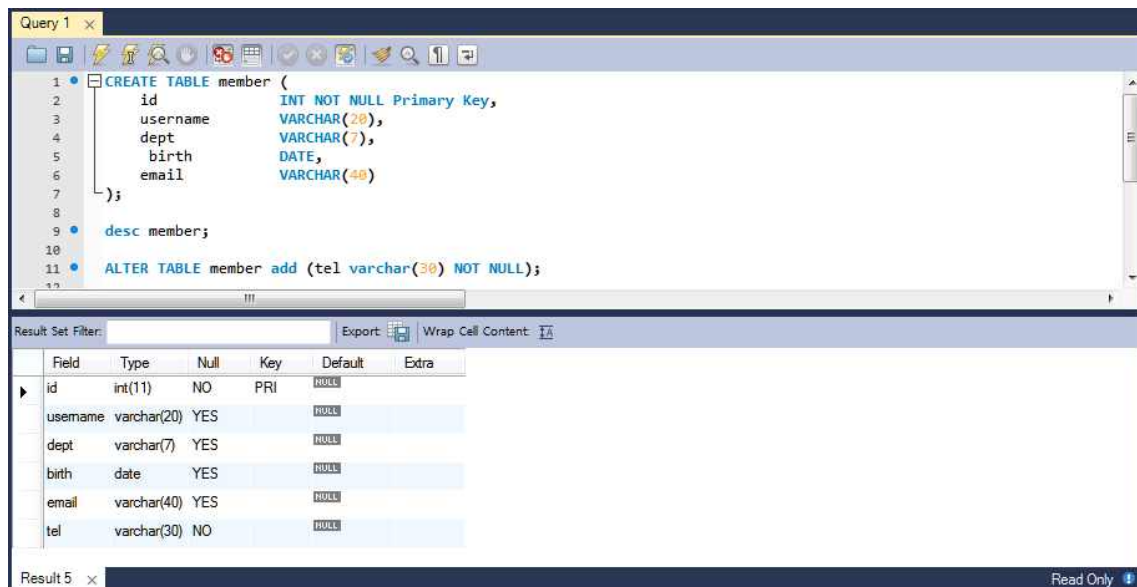 Query 1
1 CREATE TABLE member (
2 id INT NOT NULL Primary Key,
3 username VARCHAR(20),
4 dept VARCHAR(7),
5 birth DATE,
6 email VARCHAR(40)
7 );
8
9 desc member;
10
11 ALTER TABLE member add (tel varchar(30) NOT NULL);
12
Result Set Filter: Export: Wrap Cell Content:
Field Type Null Key Default Extra
id int(11) NO PRI NULL
username varchar(20) YES NULL
dept varchar(7) YES NULL
birth date YES NULL
email varchar(40) YES NULL
tel varchar(30) NO NULL
Result 5 Read Only